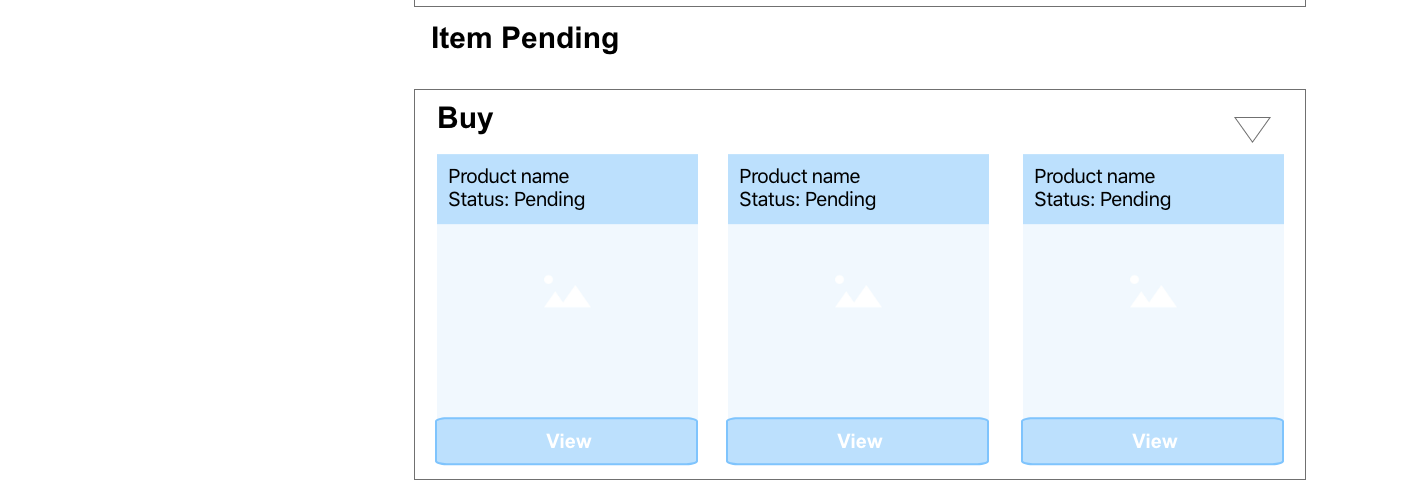 Item Pending
Buy
Product name
Status: Pending
Product name
Status: Pending
Product name
Status: Pending
View
View
View